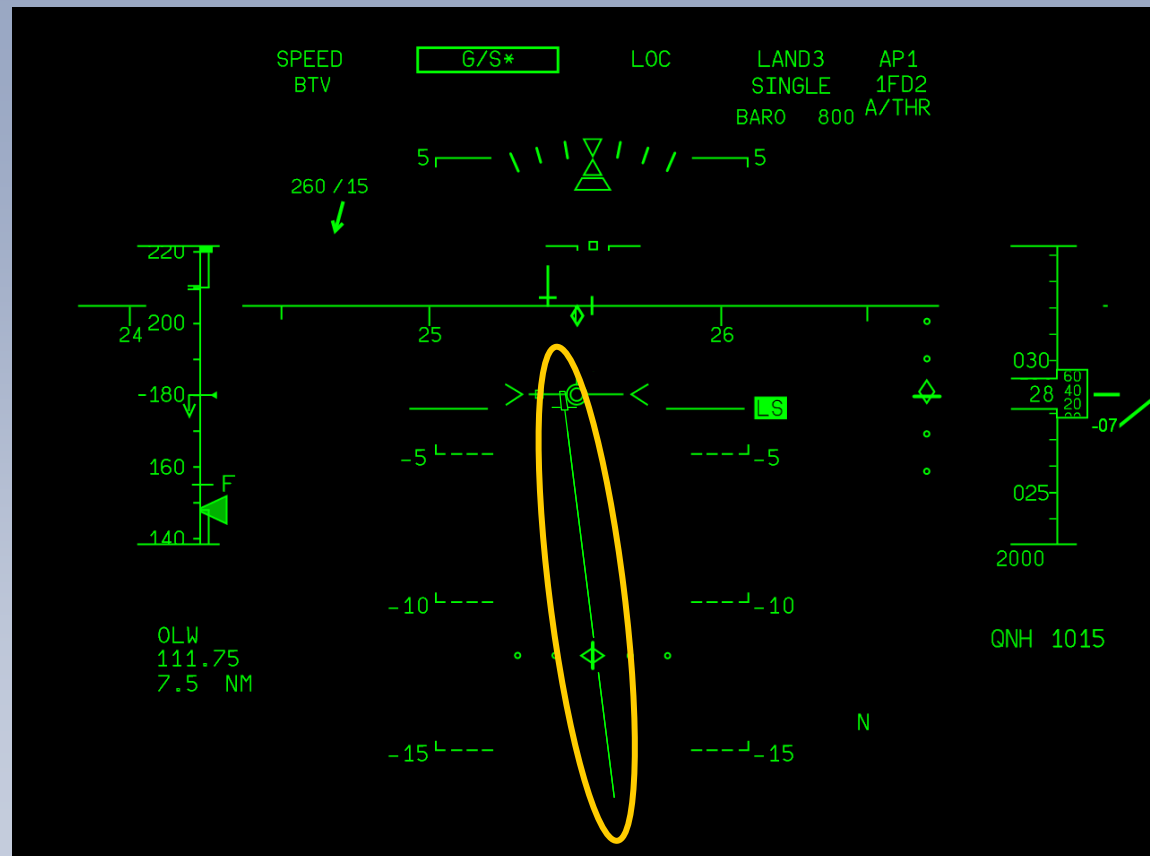 SPEED G/S* LOC LAND3 AP1
BTV SINGLE 1FD2
BARO 800 A/THR
5 5
260/15
220
24 200 25 26
030
-180 28 60
40
20
00
LS
-07
-5 -5
160 F
025
140
2000
-10 -10
OLW
111.75
7.5 NM
QNH 1015
N
-15 -15